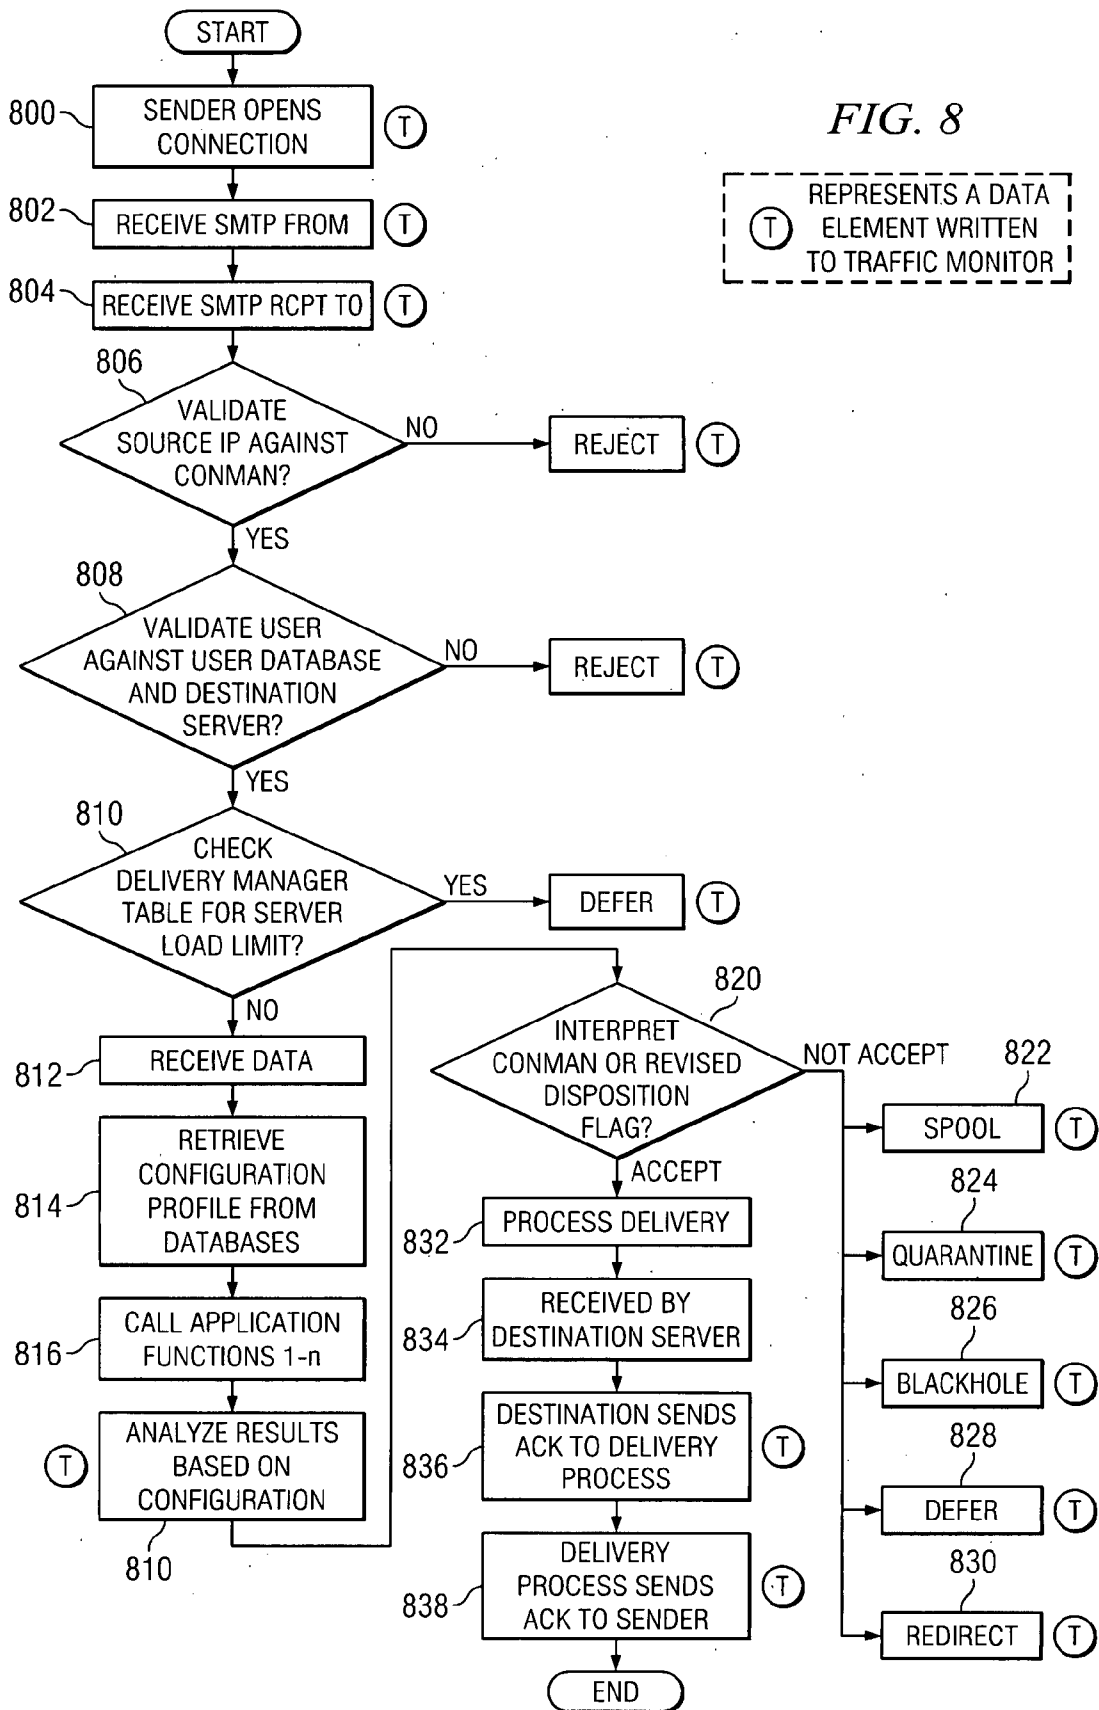 START
800
SENDER OPENS
CONNECTION
T
FIG. 8
T
REPRESENTS A DATA
ELEMENT WRITTEN
TO TRAFFIC MONITOR
802
RECEIVE SMTP FROM
T
804
RECEIVE SMTP RCPT TO
T
806
VALIDATE
SOURCE IP AGAINST
CONMAN?
NO
REJECT
T
YES
808
VALIDATE USER
AGAINST USER DATABASE
AND DESTINATION
SERVER?
NO
REJECT
T
YES
810
CHECK
DELIVERY MANAGER
TABLE FOR SERVER
LOAD LIMIT?
YES
DEFER
T
NO
812
RECEIVE DATA
814
RETRIEVE
CONFIGURATION
PROFILE FROM
DATABASES
816
CALL APPLICATION
FUNCTIONS 1-n
T
ANALYZE RESULTS
BASED ON
CONFIGURATION
810
820
INTERPRET
CONMAN OR REVISED
DISPOSITION
FLAG?
NOT ACCEPT
ACCEPT
832
PROCESS DELIVERY
834
RECEIVED BY
DESTINATION SERVER
836
DESTINATION SENDS
ACK TO DELIVERY
PROCESS
T
838
DELIVERY
PROCESS SENDS
ACK TO SENDER
T
END
822
SPOOL
T
824
QUARANTINE
T
826
BLACKHOLE
T
828
DEFER
T
830
REDIRECT
T